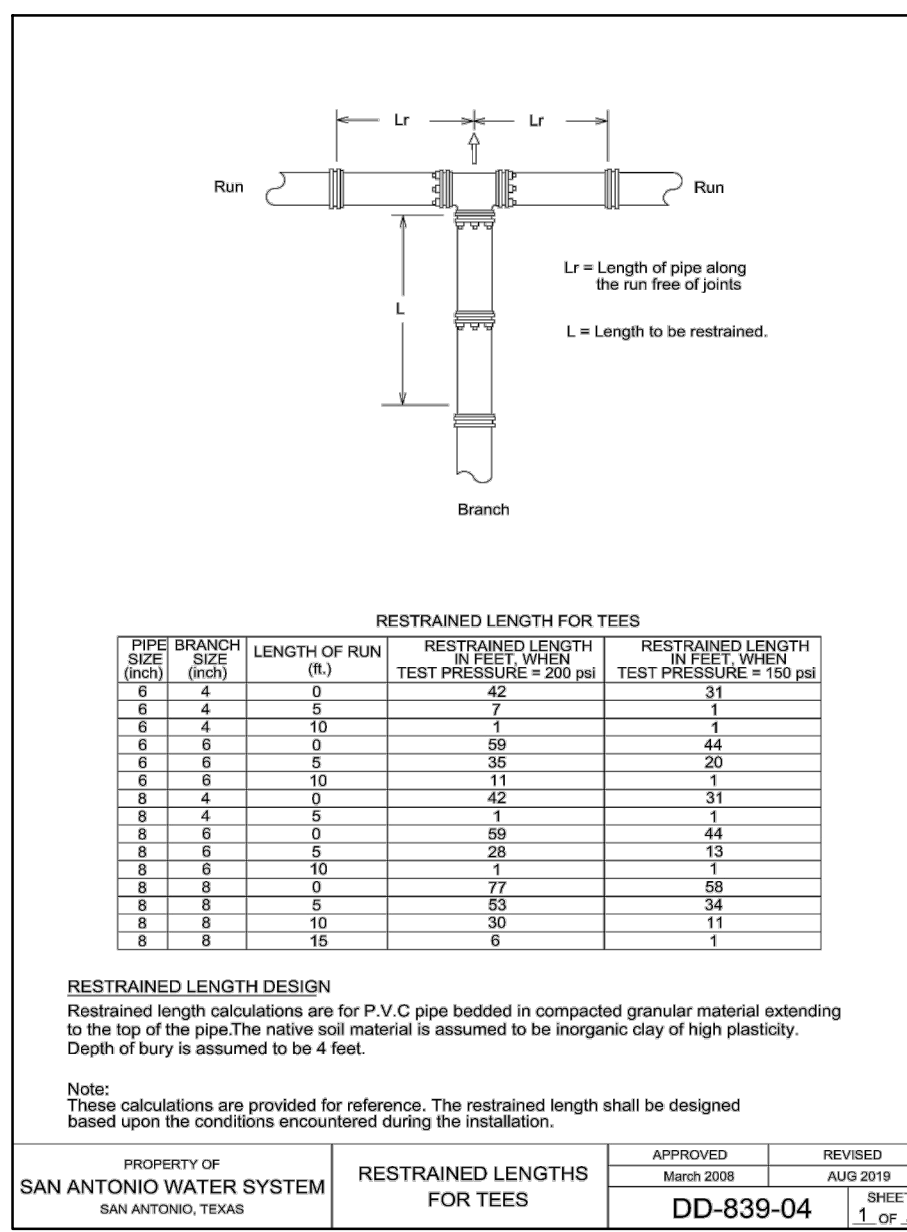 Lr Lr
Run Run
Lr = Length of pipe along
the run free of joints
L
L = Length to be restrained.
Branch
RESTRAINED LENGTH FOR TEES
PIPE SIZE (inch) BRANCH SIZE (inch) LENGTH OF RUN (ft.) RESTRAINED LENGTH IN FEET, WHEN TEST PRESSURE = 200 psi RESTRAINED LENGTH IN FEET, WHEN TEST PRESSURE = 150 psi
6 4 0 42 31
6 4 5 7 1
6 4 10 1 1
6 6 0 59 44
6 6 5 35 20
6 6 10 11 1
8 4 0 42 31
8 4 5 1 1
8 6 0 59 44
8 6 5 28 13
8 6 10 1 1
8 8 0 77 58
8 8 5 53 34
8 8 10 30 11
8 8 15 6 1
RESTRAINED LENGTH DESIGN
Restrained length calculations are for P.V.C pipe bedded in compacted granular material extending
to the top of the pipe.The native soil material is assumed to be inorganic clay of high plasticity.
Depth of bury is assumed to be 4 feet.
Note:
These calculations are provided for reference. The restrained length shall be designed
based upon the conditions encountered during the installation.
PROPERTY OF
SAN ANTONIO WATER SYSTEM
SAN ANTONIO, TEXAS
RESTRAINED LENGTHS
FOR TEES
APPROVED REVISED
March 2008 AUG 2019
DD-839-04
SHEET
1 OF